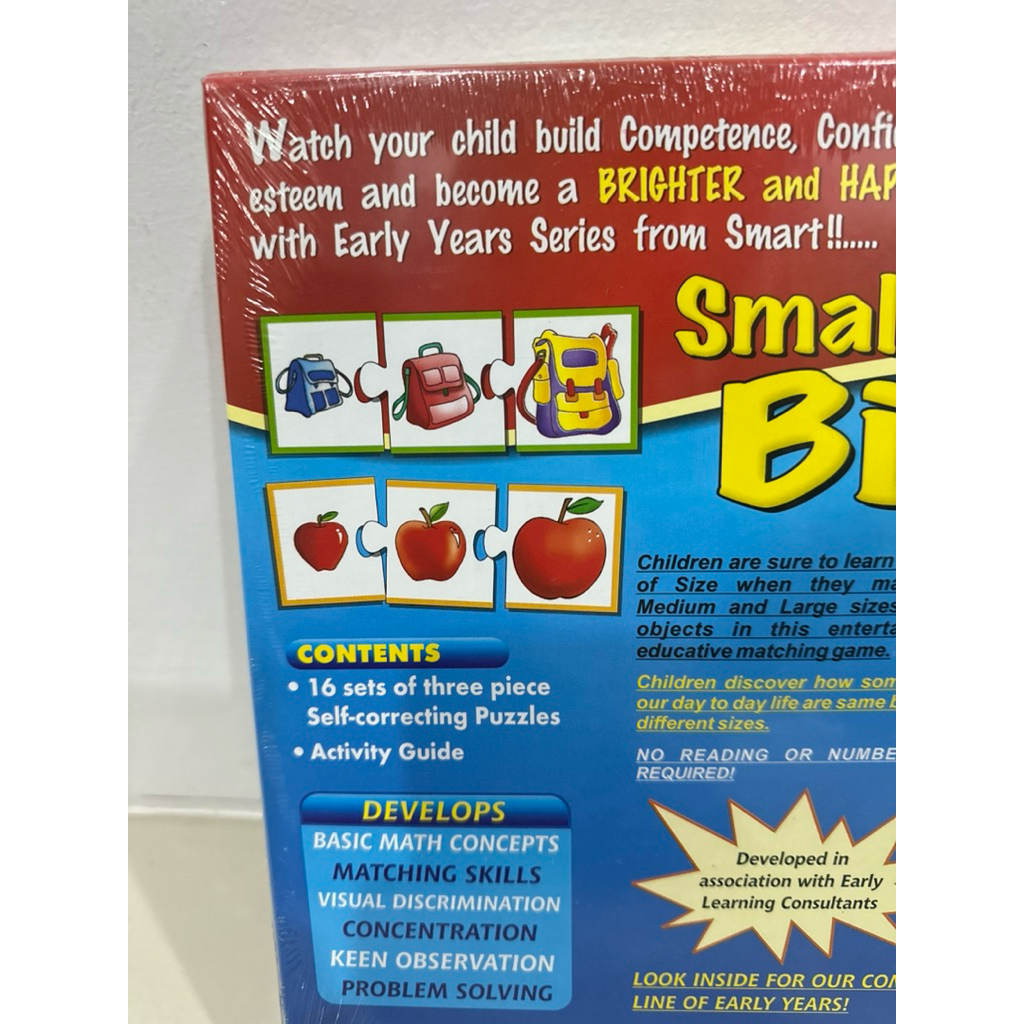 Watch your child build Competence, Confi
esteem and become a BRIGHTER and HAP
with Early Years Series from Smart!!.....
Smal
Bi
CONTENTS
• 16 sets of three piece
Self-correcting Puzzles
• Activity Guide
DEVELOPS
BASIC MATH CONCEPTS
MATCHING SKILLS
VISUAL DISCRIMINATION
CONCENTRATION
KEEN OBSERVATION
PROBLEM SOLVING
Children are sure to learn
of Size when they ma
Medium and Large sizes
objects in this enterta
educative matching game.
Children discover how som
our day to day life are same b
different sizes.
NO READING OR NUMBE
REQUIRED!
Developed in
association with Early
Learning Consultants
LOOK INSIDE FOR OUR COM
LINE OF EARLY YEARS!